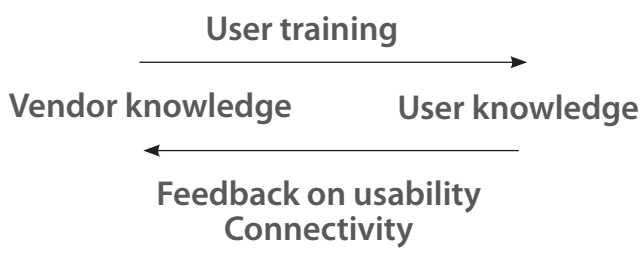 User training
Vendor knowledge
User knowledge
Feedback on usability
Connectivity